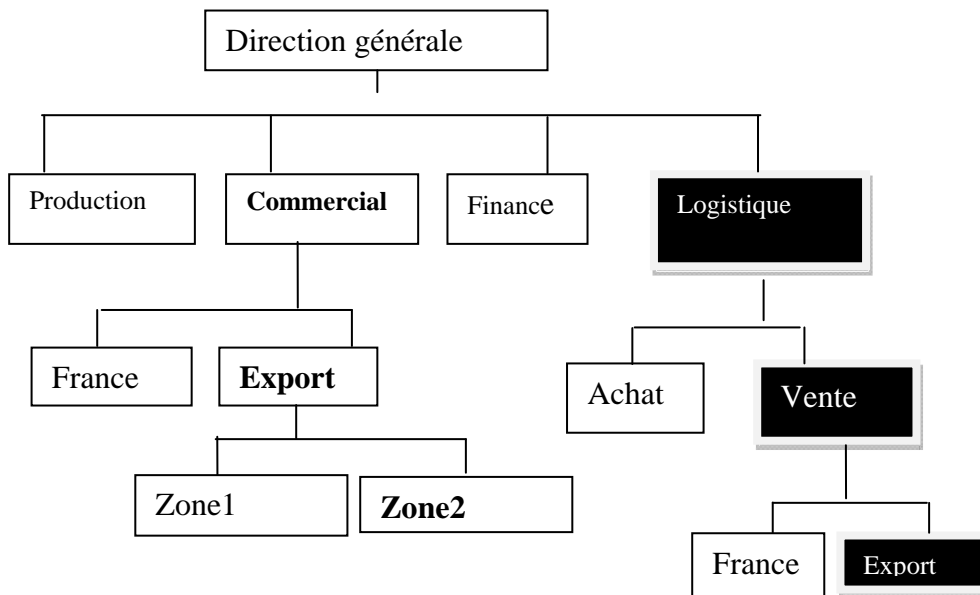 Direction générale
Production
Commercial
Finance
Logistique
France
Export
Achat
Vente
Zone1
Zone2
France
Export